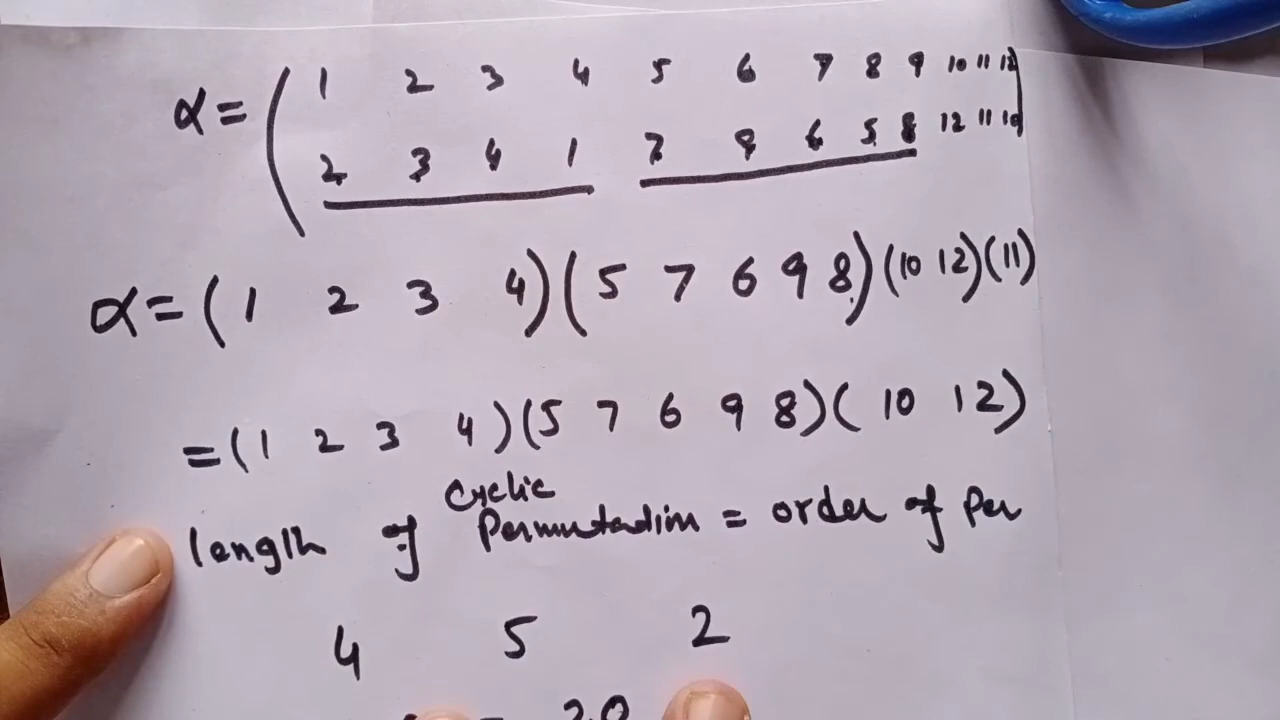 α = ( 1 2 3 4 5 6 7 8 9 10 11 12 )
2 3 4 1 7 9 6 5 8 12 11 10
α = ( 1 2 3 4 ) ( 5 7 6 9 8 ) ( 10 12 ) ( 11 )
= ( 1 2 3 4 ) ( 5 7 6 9 8 ) ( 10 12 )
length of cyclic Permutation = order of Per
4 5 2
= 20